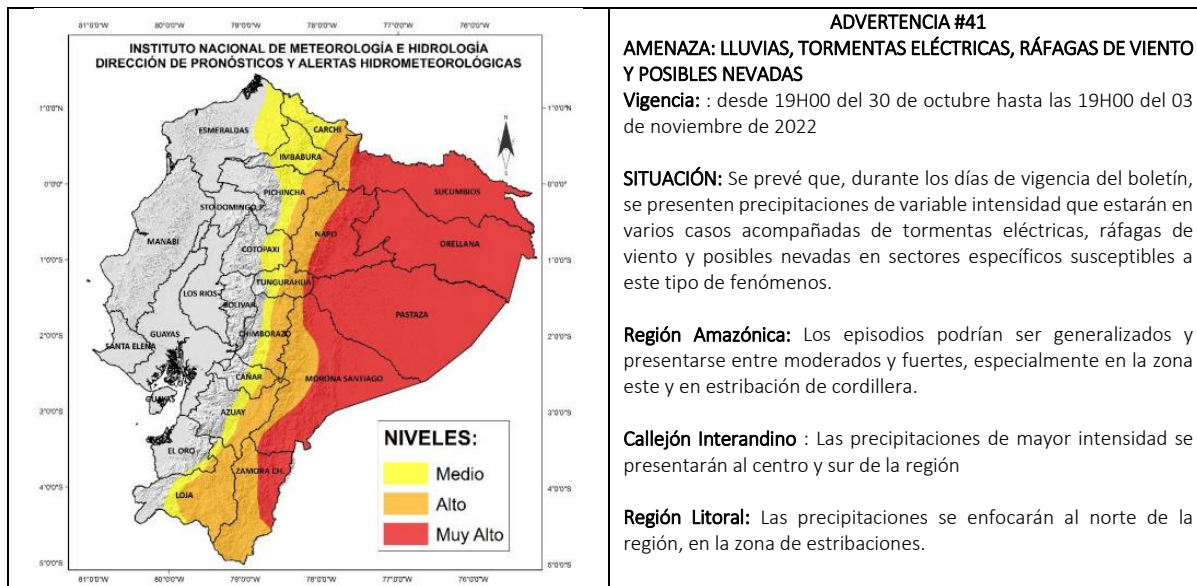 81°0'0"O 80°0'0"O 79°0'0"O 78°0'0"O 77°0'0"O 76°0'0"O
INSTITUTO NACIONAL DE METEOROLOGÍA E HIDROLOGÍA
DIRECCIÓN DE PRONÓSTICOS Y ALERTAS HIDROMETEOROLÓGICAS
1°0'0"N 1°0'0"N
ESMERALDAS
CARCHI
N
IMBABURA
0°0'0"S 0°0'0"S
PICHINCHA
SUCUMBIOS
STO DOMINGO
NAPO
MANABI
COTOPAXI
ORELLANA
1°0'0"S 1°0'0"S
TUNGURAHUA
LOS RIOS
BOLIVAR
PASTAZA
2°0'0"S 2°0'0"S
GUAYAS
CHIMBORAZO
SANTA ELENA
CAÑAR
MORONA SANTIAGO
GUAYAS
3°0'0"S 3°0'0"S
AZUAY
EL ORO
ZAMORA CH.
4°0'0"S 4°0'0"S
LOJA
5°0'0"S 5°0'0"S
NIVELES:
Medio
Alto
Muy Alto
81°0'0"O 80°0'0"O 79°0'0"O 78°0'0"O 77°0'0"O 76°0'0"O
ADVERTENCIA #41
AMENAZA: LLUVIAS, TORMENTAS ELÉCTRICAS, RÁFAGAS DE VIENTO
Y POSIBLES NEVADAS
Vigencia: : desde 19H00 del 30 de octubre hasta las 19H00 del 03
de noviembre de 2022
SITUACIÓN: Se prevé que, durante los días de vigencia del boletín,
se presenten precipitaciones de variable intensidad que estarán en
varios casos acompañadas de tormentas eléctricas, ráfagas de
viento y posibles nevadas en sectores específicos susceptibles a
este tipo de fenómenos.
Región Amazónica: Los episodios podrían ser generalizados y
presentarse entre moderados y fuertes, especialmente en la zona
este y en estribación de cordillera.
Callejón Interandino : Las precipitaciones de mayor intensidad se
presentarán al centro y sur de la región
Región Litoral: Las precipitaciones se enfocarán al norte de la
región, en la zona de estribaciones.